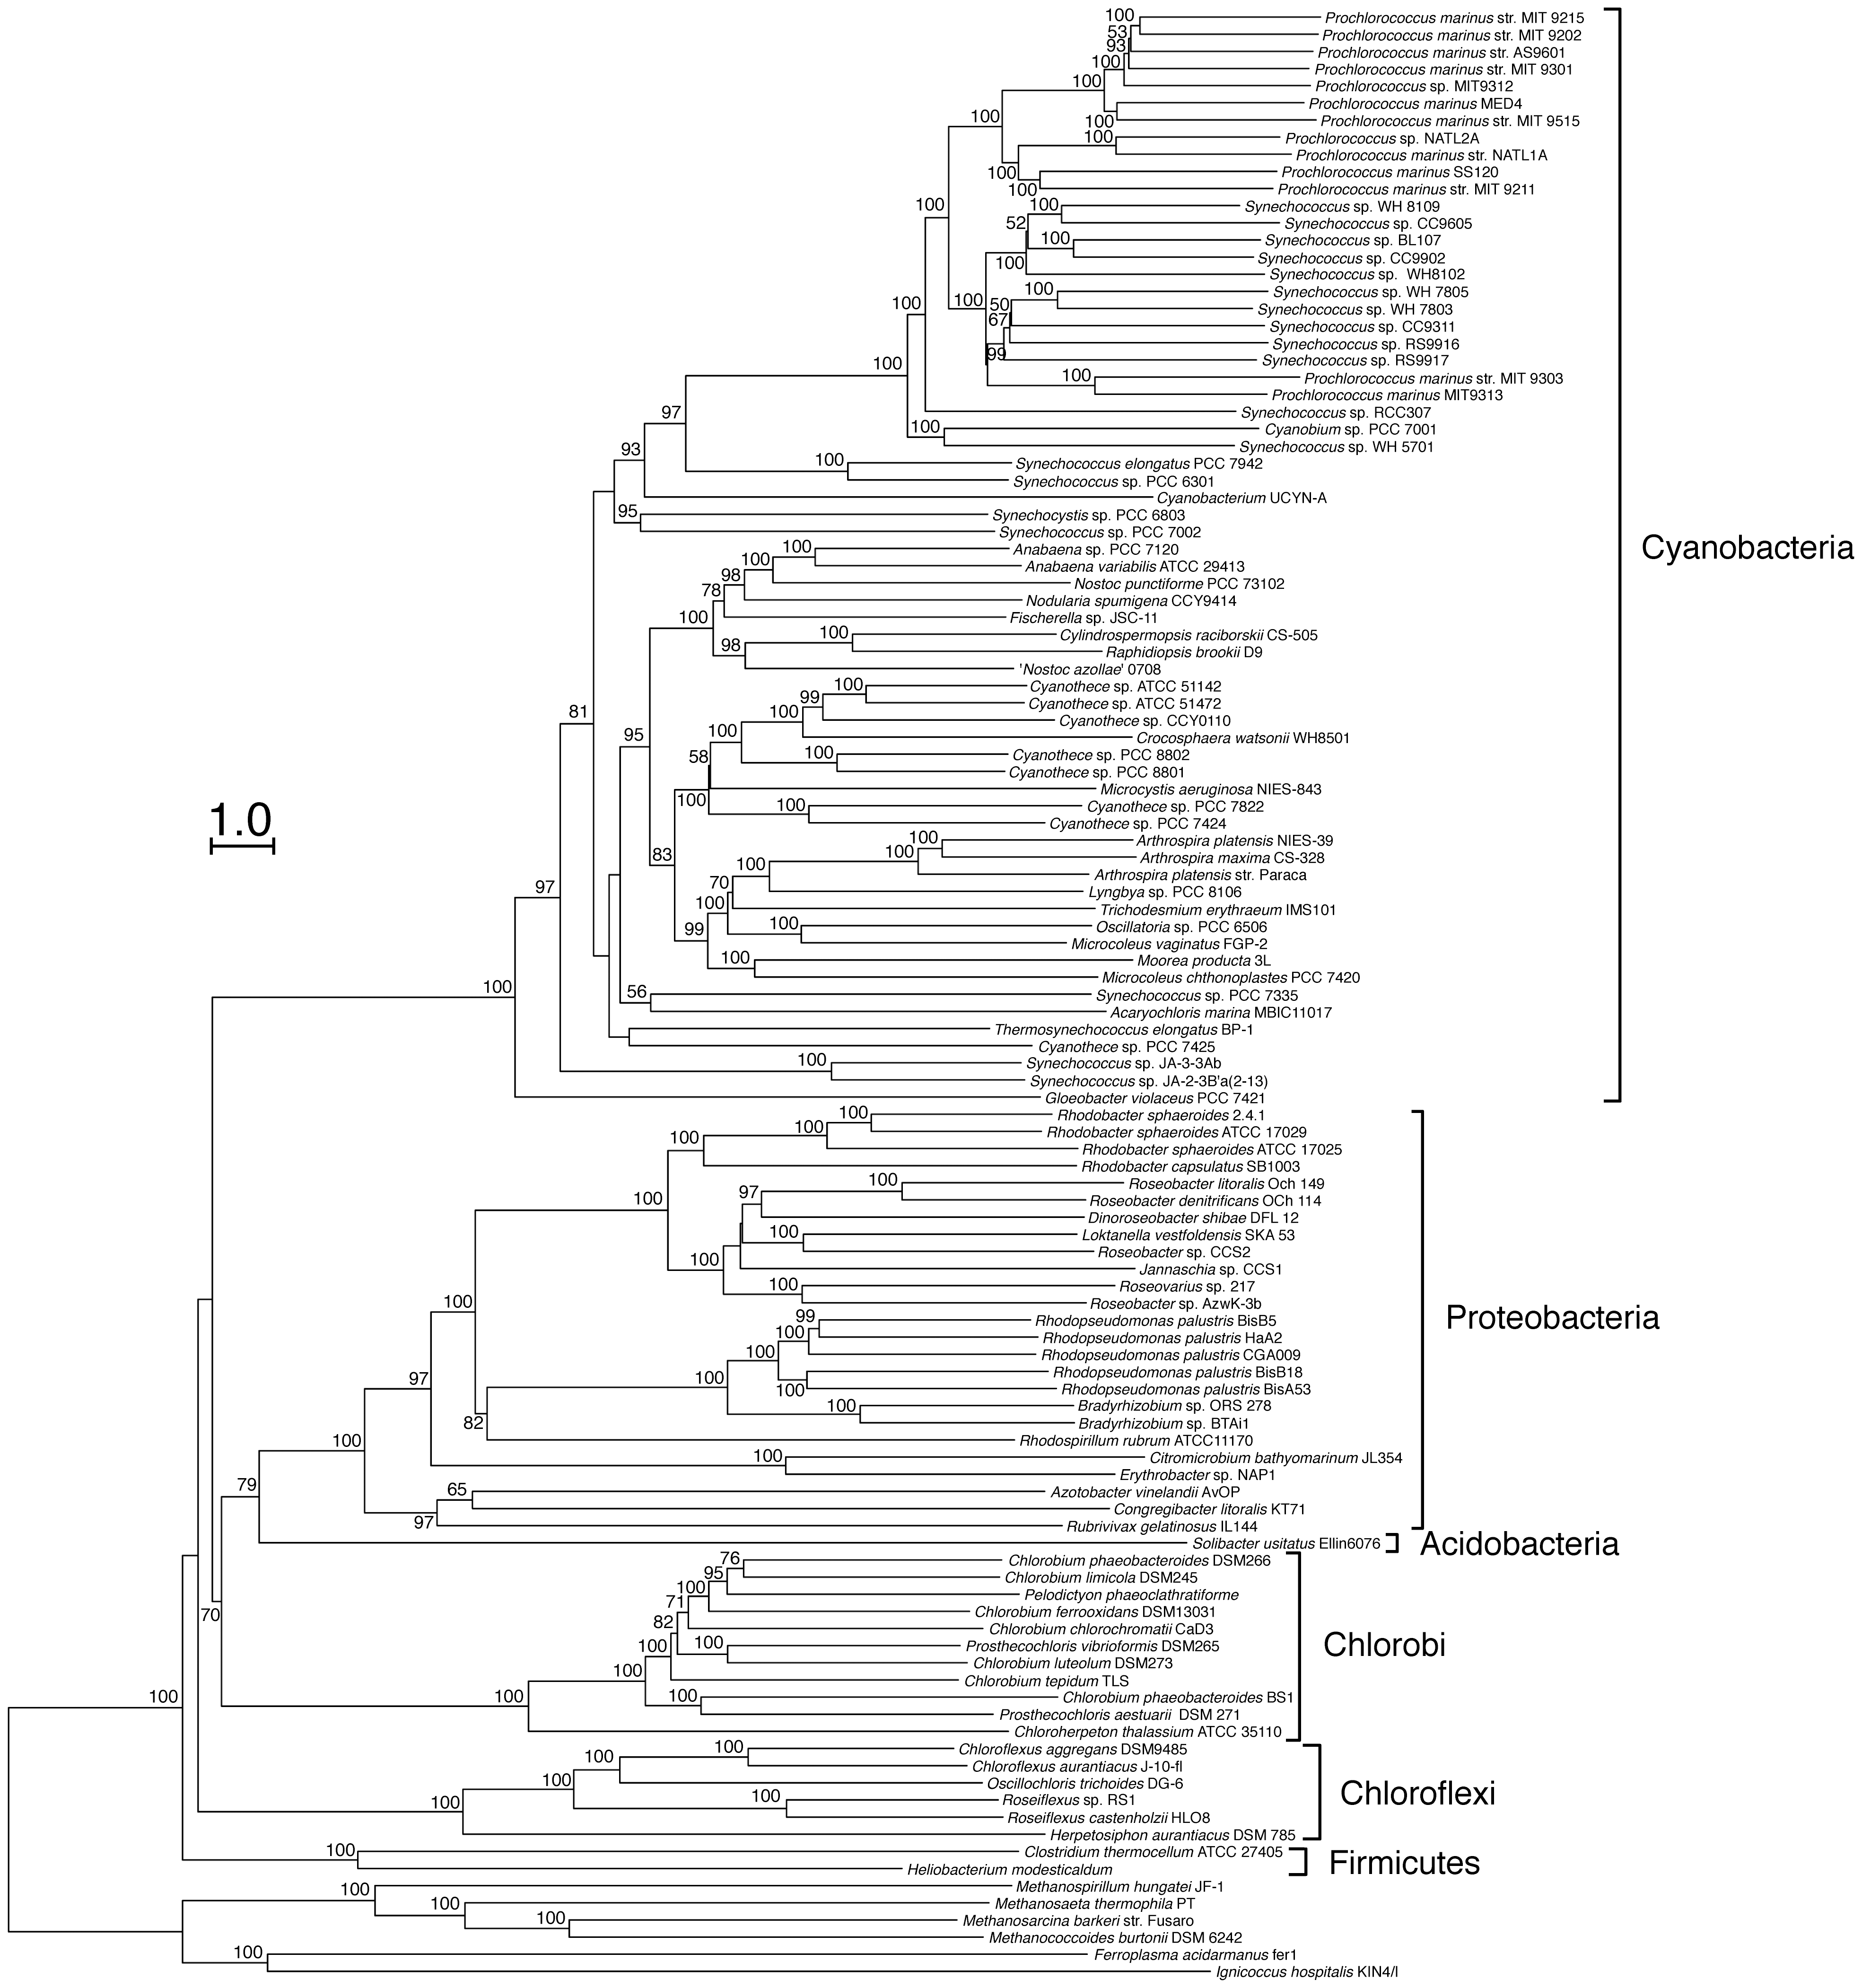 100
Prochlorococcus marinus str. MIT 9215
53
Prochlorococcus marinus str. MIT 9202
93
Prochlorococcus marinus str. AS9601
100
Prochlorococcus marinus str. MIT 9301
100
Prochlorococcus sp. MIT9312
Prochlorococcus marinus MED4
100
100
Prochlorococcus marinus str. MIT 9515
100
Prochlorococcus sp. NATL2A
Prochlorococcus marinus str. NATL1A
100
Prochlorococcus marinus SS120
100
Prochlorococcus marinus str. MIT 9211
100
100
Synechococcus sp. WH 8109
52
Synechococcus sp. CC9605
100
Synechococcus sp. BL107
100
Synechococcus sp. CC9902
Synechococcus sp. WH8102
100
Synechococcus sp. WH 7805
100
100
50
Synechococcus sp. WH 7803
67
Synechococcus sp. CC9311
Synechococcus sp. RS9916
99
Synechococcus sp. RS9917
100
100
Prochlorococcus marinus str. MIT 9303
Prochlorococcus marinus MIT9313
97
Synechococcus sp. RCC307
100
Cyanobium sp. PCC 7001
Synechococcus sp. WH 5701
93
100
Synechococcus elongatus PCC 7942
Synechococcus sp. PCC 6301
Cyanobacterium UCYN-A
95
Synechocystis sp. PCC 6803
Synechococcus sp. PCC 7002
100
Anabaena sp. PCC 7120
Cyanobacteria
100
Anabaena variabilis ATCC 29413
98
Nostoc punctiforme PCC 73102
78
Nodularia spumigena CCY9414
100
Fischerella sp. JSC-11
100
Cylindrospermopsis raciborskii CS-505
98
Raphidiopsis brookii D9
'Nostoc azollae' 0708
100
Cyanothece sp. ATCC 51142
99
Cyanothece sp. ATCC 51472
81
100
Cyanothece sp. CCY0110
95
100
Crocosphaera watsonii WH8501
58
100
Cyanothece sp. PCC 8802
Cyanothece sp. PCC 8801
Microcystis aeruginosa NIES-843
100
100
Cyanothece sp. PCC 7822
1.0
Cyanothece sp. PCC 7424
100
Arthrospira platensis NIES-39
83
100
Arthrospira maxima CS-328
100
Arthrospira platensis str. Paraca
70
Lyngbya sp. PCC 8106
97
100
Trichodesmium erythraeum IMS101
99
100
Oscillatoria sp. PCC 6506
Microcoleus vaginatus FGP-2
100
Moorea producta 3L
Microcoleus chthonoplastes PCC 7420
100
56
Synechococcus sp. PCC 7335
Acaryochloris marina MBIC11017
Thermosynechococcus elongatus BP-1
Cyanothece sp. PCC 7425
100
Synechococcus sp. JA-3-3Ab
Synechococcus sp. JA-2-3B'a(2-13)
Gloeobacter violaceus PCC 7421
100
Rhodobacter sphaeroides 2.4.1
100
Rhodobacter sphaeroides ATCC 17029
100
Rhodobacter sphaeroides ATCC 17025
Rhodobacter capsulatus SB1003
100
Roseobacter litoralis Och 149
100
97
Roseobacter denitrificans OCh 114
Dinoroseobacter shibae DFL 12
100
Loktanella vestfoldensis SKA 53
Roseobacter sp. CCS2
100
Jannaschia sp. CCS1
100
Roseovarius sp. 217
100
Roseobacter sp. AzwK-3b
99
Rhodopseudomonas palustris BisB5
Proteobacteria
100
Rhodopseudomonas palustris HaA2
100
Rhodopseudomonas palustris CGA009
97
100
Rhodopseudomonas palustris BisB18
100
Rhodopseudomonas palustris BisA53
100
Bradyrhizobium sp. ORS 278
82
Bradyrhizobium sp. BTAi1
100
Rhodospirillum rubrum ATCC11170
100
Citromicrobium bathyomarinum JL354
Erythrobacter sp. NAP1
79
65
Azotobacter vinelandii AvOP
Congregibacter litoralis KT71
97
Rubrivivax gelatinosus IL144
Solibacter usitatus Ellin6076
Acidobacteria
76
Chlorobium phaeobacteroides DSM266
95
Chlorobium limicola DSM245
100
Pelodictyon phaeoclathratiforme
71
Chlorobium ferrooxidans DSM13031
70
82
Chlorobium chlorochromatii CaD3
100
100
Prosthecochloris vibrioformis DSM265
Chlorobi
Chlorobium luteolum DSM273
100
Chlorobium tepidum TLS
100
100
100
Chlorobium phaeobacteroides BS1
Prosthecochloris aestuarii DSM 271
Chloroherpeton thalassium ATCC 35110
100
Chloroflexus aggregans DSM9485
100
Chloroflexus aurantiacus J-10-fl
100
Oscillochloris trichoides DG-6
100
100
Roseiflexus sp. RS1
Chloroflexi
Roseiflexus castenholzii HLO8
Herpetosiphon aurantiacus DSM 785
100
Clostridium thermocellum ATCC 27405
Firmicutes
Heliobacterium modesticaldum
100
Methanospirillum hungatei JF-1
100
Methanosaeta thermophila PT
100
Methanosarcina barkeri str. Fusaro
Methanococcoides burtonii DSM 6242
100
Ferroplasma acidarmanus fer1
Ignicoccus hospitalis KIN4/I